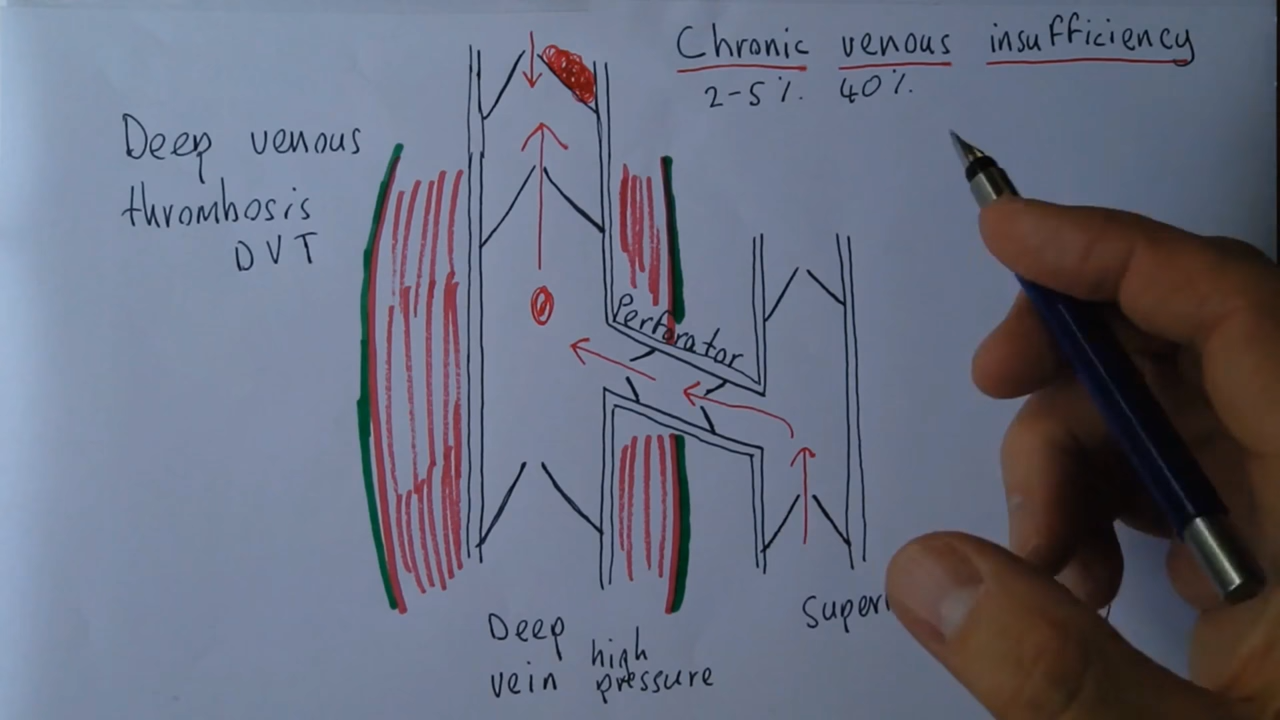 Chronic venous insufficiency
2-5% 40%
Deep venous
thrombosis
DVT
Perforator
Deep
vein
high
pressure